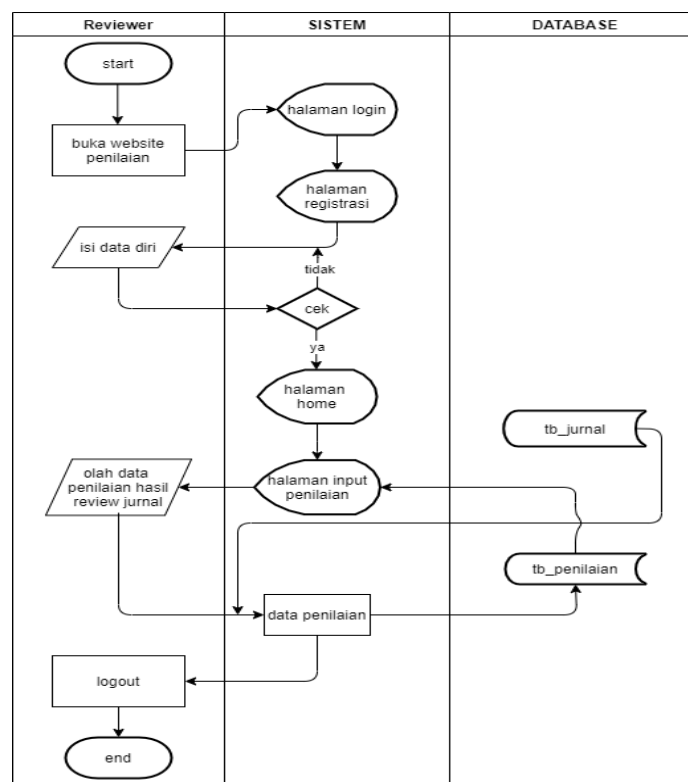 Reviewer
SISTEM
DATABASE
start
halaman login
buka website
penilaian
halaman
registrasi
isi data diri
tidak
cek
ya
halaman
home
tb_jurnal
olah data
penilaian hasil
review jurnal
halaman input
penilaian
tb_penilaian
data penilaian
logout
end